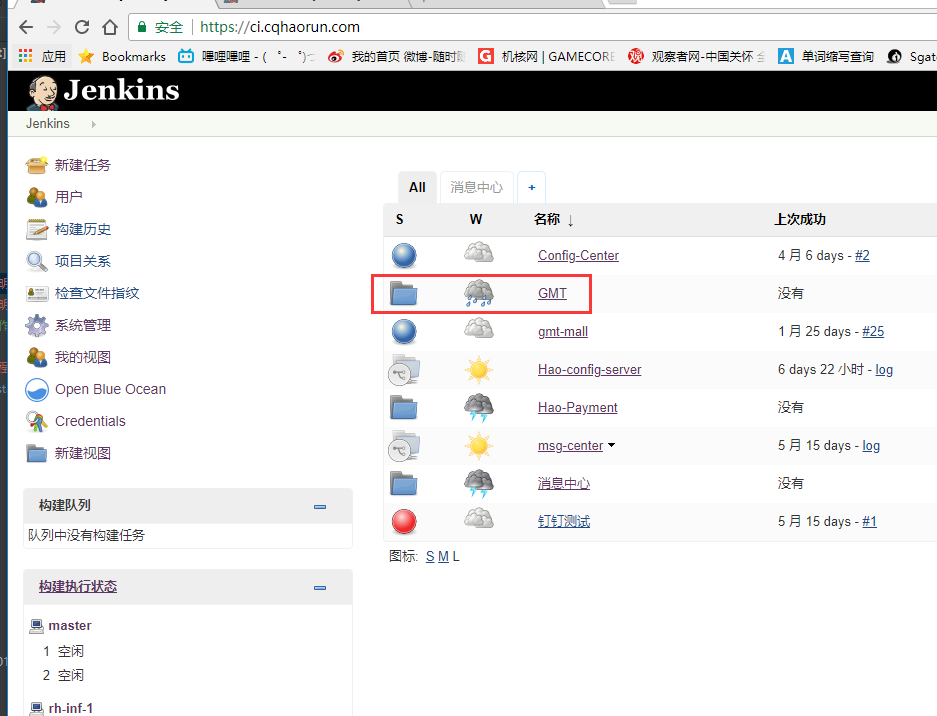 安全 https://ci.cqhaorun.com
应用 Bookmarks 哔哩哔哩 - ( ゜- ゜)つ 我的首页 微博-随时随 机核网 | GAMECORE 观察者网-中国关怀 全 单词缩写查询 Sgat
Jenkins
Jenkins
新建任务
用户
构建历史
项目关系
检查文件指纹
系统管理
我的视图
Open Blue Ocean
Credentials
新建视图
构建队列
队列中没有构建任务
构建执行状态
master
1 空闲
2 空闲
rh-inf-1
All 消息中心 +
S W 名称 ↓ 上次成功
Config-Center 4 月 6 days - #2
GMT 没有
gmt-mall 1 月 25 days - #25
Hao-config-server 6 days 22 小时 - log
Hao-Payment 没有
msg-center 5 月 15 days - log
消息中心 没有
钉钉测试 5 月 15 days - #1
图标: S M L